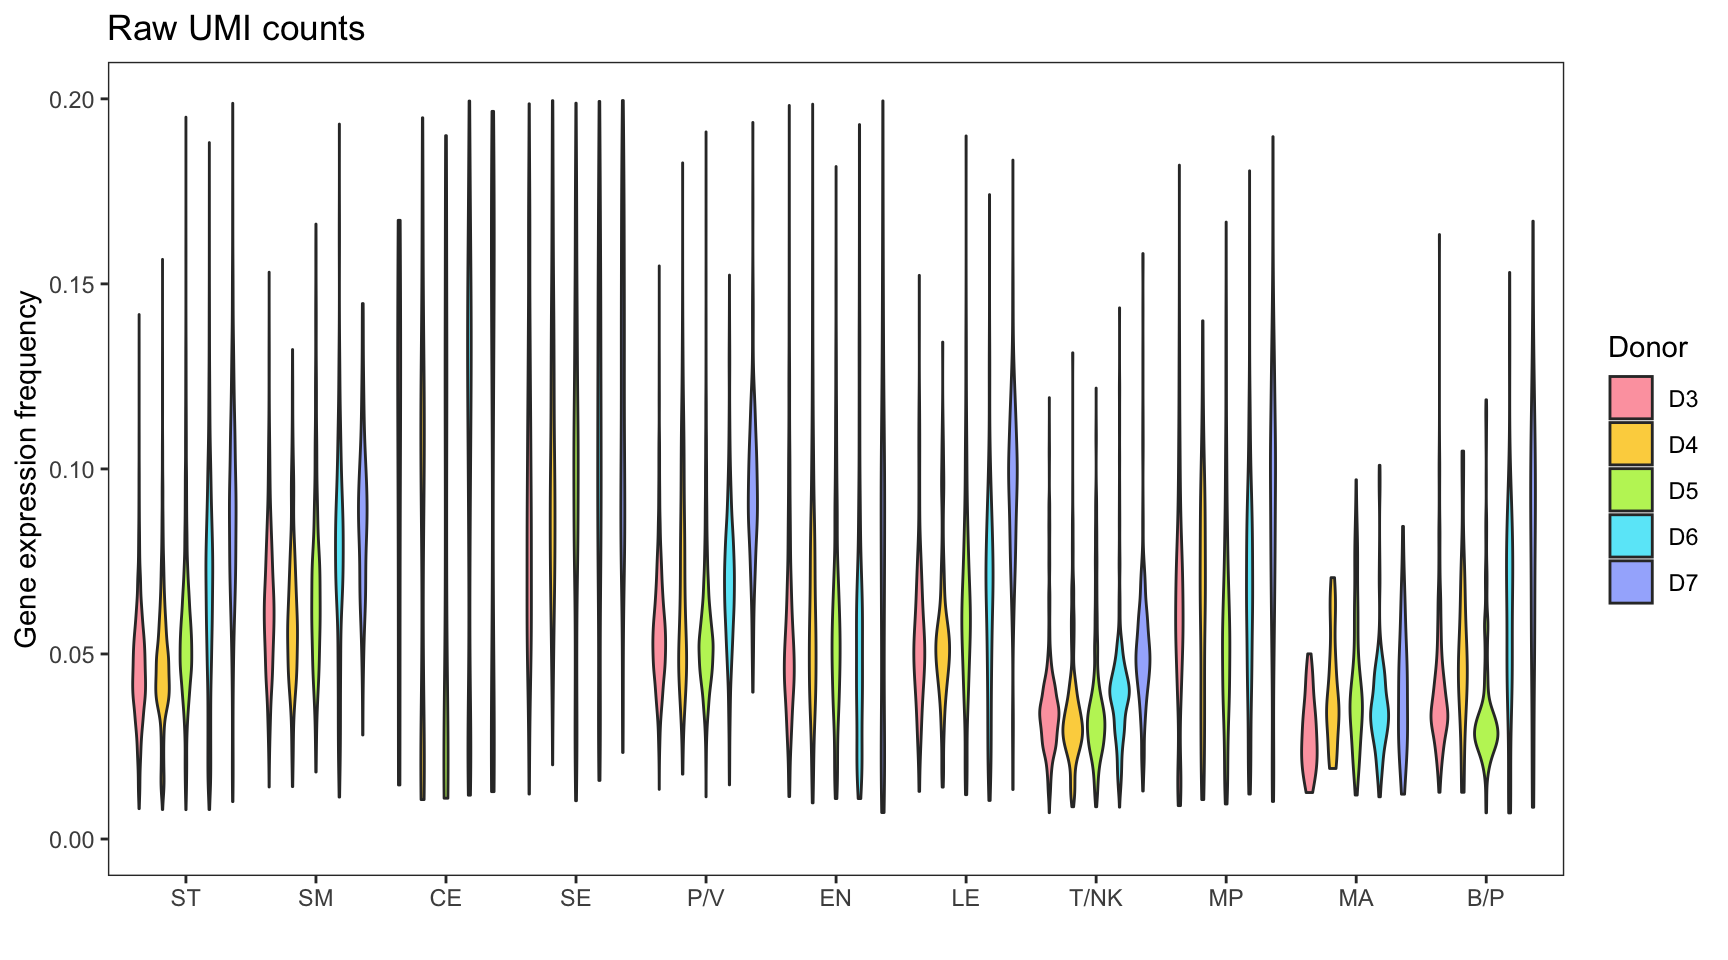 Raw UMI counts
Gene expression frequency
0.20
0.15
0.10
0.05
0.00
ST SM CE SE P/V EN LE T/NK MP MA B/P
Donor
D3
D4
D5
D6
D7